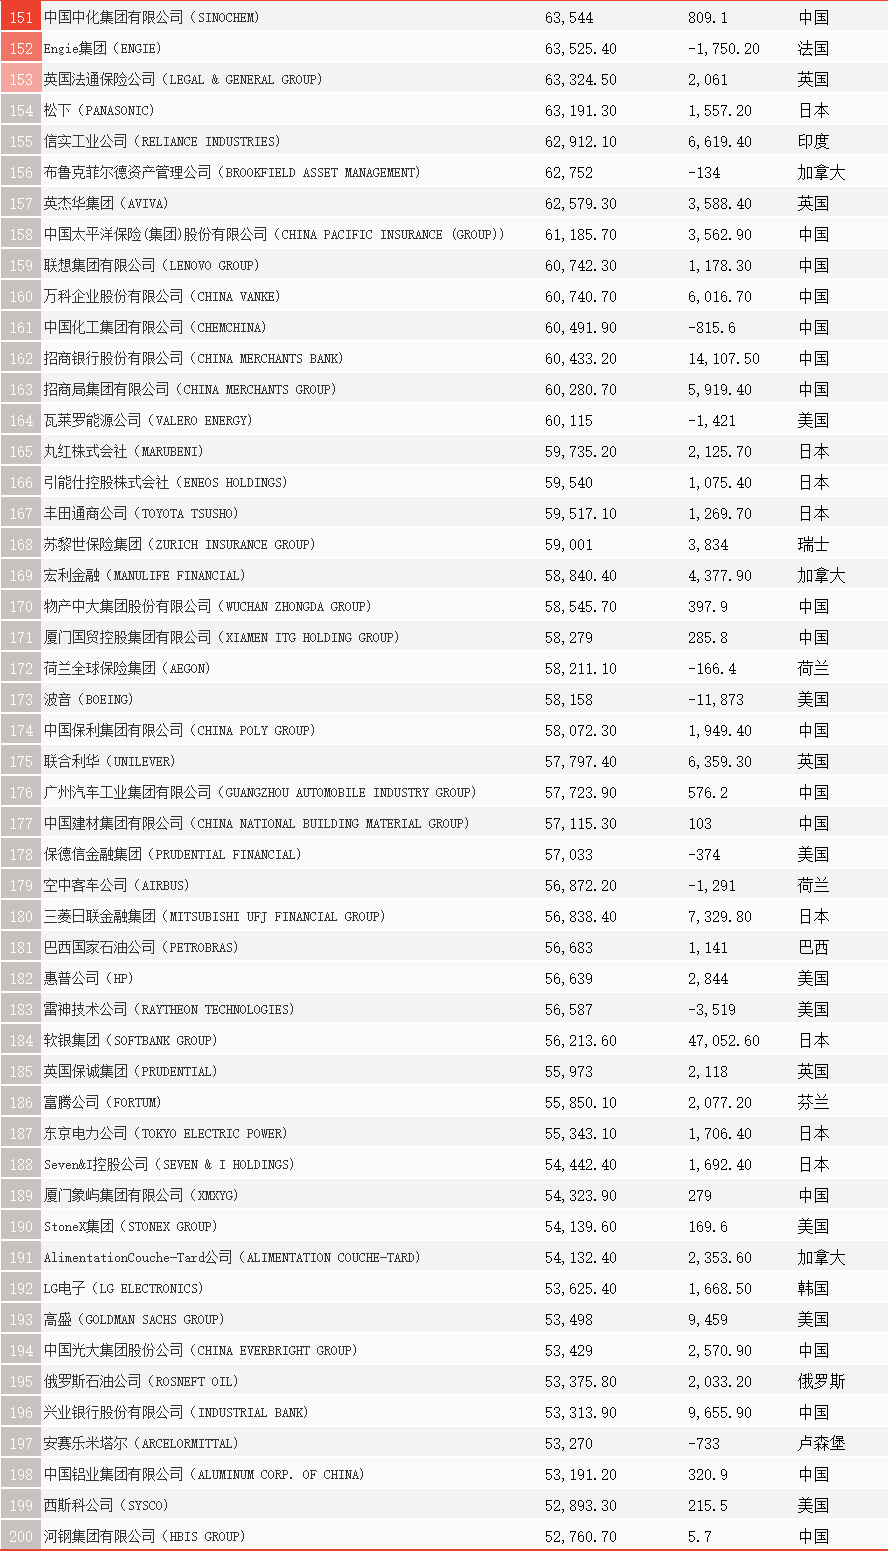 151 中国中化集团有限公司（SINOCHEM) 63,544 809.1 中国
152 Engie集团（ENGIE) 63,525.40 -1,750.20 法国
153 英国法通保险公司（LEGAL & GENERAL GROUP) 63,324.50 2,061 英国
154 松下（PANASONIC) 63,191.30 1,557.20 日本
155 信实工业公司（RELIANCE INDUSTRIES) 62,912.10 6,619.40 印度
156 布鲁克菲尔德资产管理公司（BROOKFIELD ASSET MANAGEMENT) 62,752 -134 加拿大
157 英杰华集团（AVIVA) 62,579.30 3,588.40 英国
158 中国太平洋保险(集团)股份有限公司（CHINA PACIFIC INSURANCE (GROUP)) 61,185.70 3,562.90 中国
159 联想集团有限公司（LENOVO GROUP) 60,742.30 1,178.30 中国
160 万科企业股份有限公司（CHINA VANKE) 60,740.70 6,016.70 中国
161 中国化工集团有限公司（CHEMCHINA) 60,491.90 -815.6 中国
162 招商银行股份有限公司（CHINA MERCHANTS BANK) 60,433.20 14,107.50 中国
163 招商局集团有限公司（CHINA MERCHANTS GROUP) 60,280.70 5,919.40 中国
164 瓦莱罗能源公司（VALERO ENERGY) 60,115 -1,421 美国
165 丸红株式会社（MARUBENI) 59,735.20 2,125.70 日本
166 引能仕控股株式会社（ENEOS HOLDINGS) 59,540 1,075.40 日本
167 丰田通商公司（TOYOTA TSUSHO) 59,517.10 1,269.70 日本
168 苏黎世保险集团（ZURICH INSURANCE GROUP) 59,001 3,834 瑞士
169 宏利金融（MANULIFE FINANCIAL) 58,840.40 4,377.90 加拿大
170 物产中大集团股份有限公司（WUCHAN ZHONGDA GROUP) 58,545.70 397.9 中国
171 厦门国贸控股集团有限公司（XIAMEN ITG HOLDING GROUP) 58,279 285.8 中国
172 荷兰全球保险集团（AEGON) 58,211.10 -166.4 荷兰
173 波音（BOEING) 58,158 -11,873 美国
174 中国保利集团有限公司（CHINA POLY GROUP) 58,072.30 1,949.40 中国
175 联合利华（UNILEVER) 57,797.40 6,359.30 英国
176 广州汽车工业集团有限公司（GUANGZHOU AUTOMOBILE INDUSTRY GROUP) 57,723.90 576.2 中国
177 中国建材集团有限公司（CHINA NATIONAL BUILDING MATERIAL GROUP) 57,115.30 103 中国
178 保德信金融集团（PRUDENTIAL FINANCIAL) 57,033 -374 美国
179 空中客车公司（AIRBUS) 56,872.20 -1,291 荷兰
180 三菱日联金融集团（MITSUBISHI UFJ FINANCIAL GROUP) 56,838.40 7,329.80 日本
181 巴西国家石油公司（PETROBRAS) 56,683 1,141 巴西
182 惠普公司（HP) 56,639 2,844 美国
183 雷神技术公司（RAYTHEON TECHNOLOGIES) 56,587 -3,519 美国
184 软银集团（SOFTBANK GROUP) 56,213.60 47,052.60 日本
185 英国保诚集团（PRUDENTIAL) 55,973 2,118 英国
186 富腾公司（FORTUM) 55,850.10 2,077.20 芬兰
187 东京电力公司（TOKYO ELECTRIC POWER) 55,343.10 1,706.40 日本
188 Seven&I控股公司（SEVEN & I HOLDINGS) 54,442.40 1,692.40 日本
189 厦门象屿集团有限公司（XMXYG) 54,323.90 279 中国
190 StoneX集团（STONEX GROUP) 54,139.60 169.6 美国
191 AlimentationCouche-Tard公司（ALIMENTATION COUCHE-TARD) 54,132.40 2,353.60 加拿大
192 LG电子（LG ELECTRONICS) 53,625.40 1,668.50 韩国
193 高盛（GOLDMAN SACHS GROUP) 53,498 9,459 美国
194 中国光大集团股份公司（CHINA EVERBRIGHT GROUP) 53,429 2,570.90 中国
195 俄罗斯石油公司（ROSNEFT OIL) 53,375.80 2,033.20 俄罗斯
196 兴业银行股份有限公司（INDUSTRIAL BANK) 53,313.90 9,655.90 中国
197 安赛乐米塔尔（ARCELORMITTAL) 53,270 -733 卢森堡
198 中国铝业集团有限公司（ALUMINUM CORP. OF CHINA) 53,191.20 320.9 中国
199 西斯科公司（SYSCO) 52,893.30 215.5 美国
200 河钢集团有限公司（HBIS GROUP) 52,760.70 5.7 中国